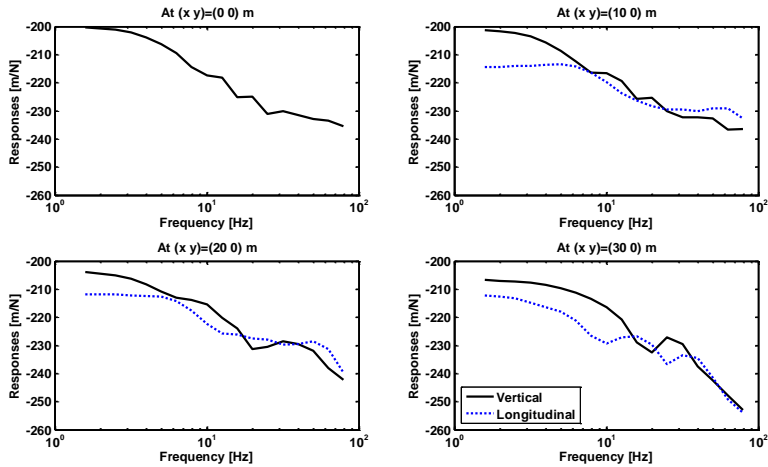 At (x y)=(0 0) m
Responses [m/N]
-200
-210
-220
-230
-240
-250
-260
10^0
10^1
10^2
Frequency [Hz]
At (x y)=(10 0) m
Responses [m/N]
-200
-210
-220
-230
-240
-250
-260
10^0
10^1
10^2
Frequency [Hz]
At (x y)=(20 0) m
Responses [m/N]
-200
-210
-220
-230
-240
-250
-260
10^0
10^1
10^2
Frequency [Hz]
At (x y)=(30 0) m
Responses [m/N]
-200
-210
-220
-230
-240
-250
-260
Vertical
Longitudinal
10^0
10^1
10^2
Frequency [Hz]